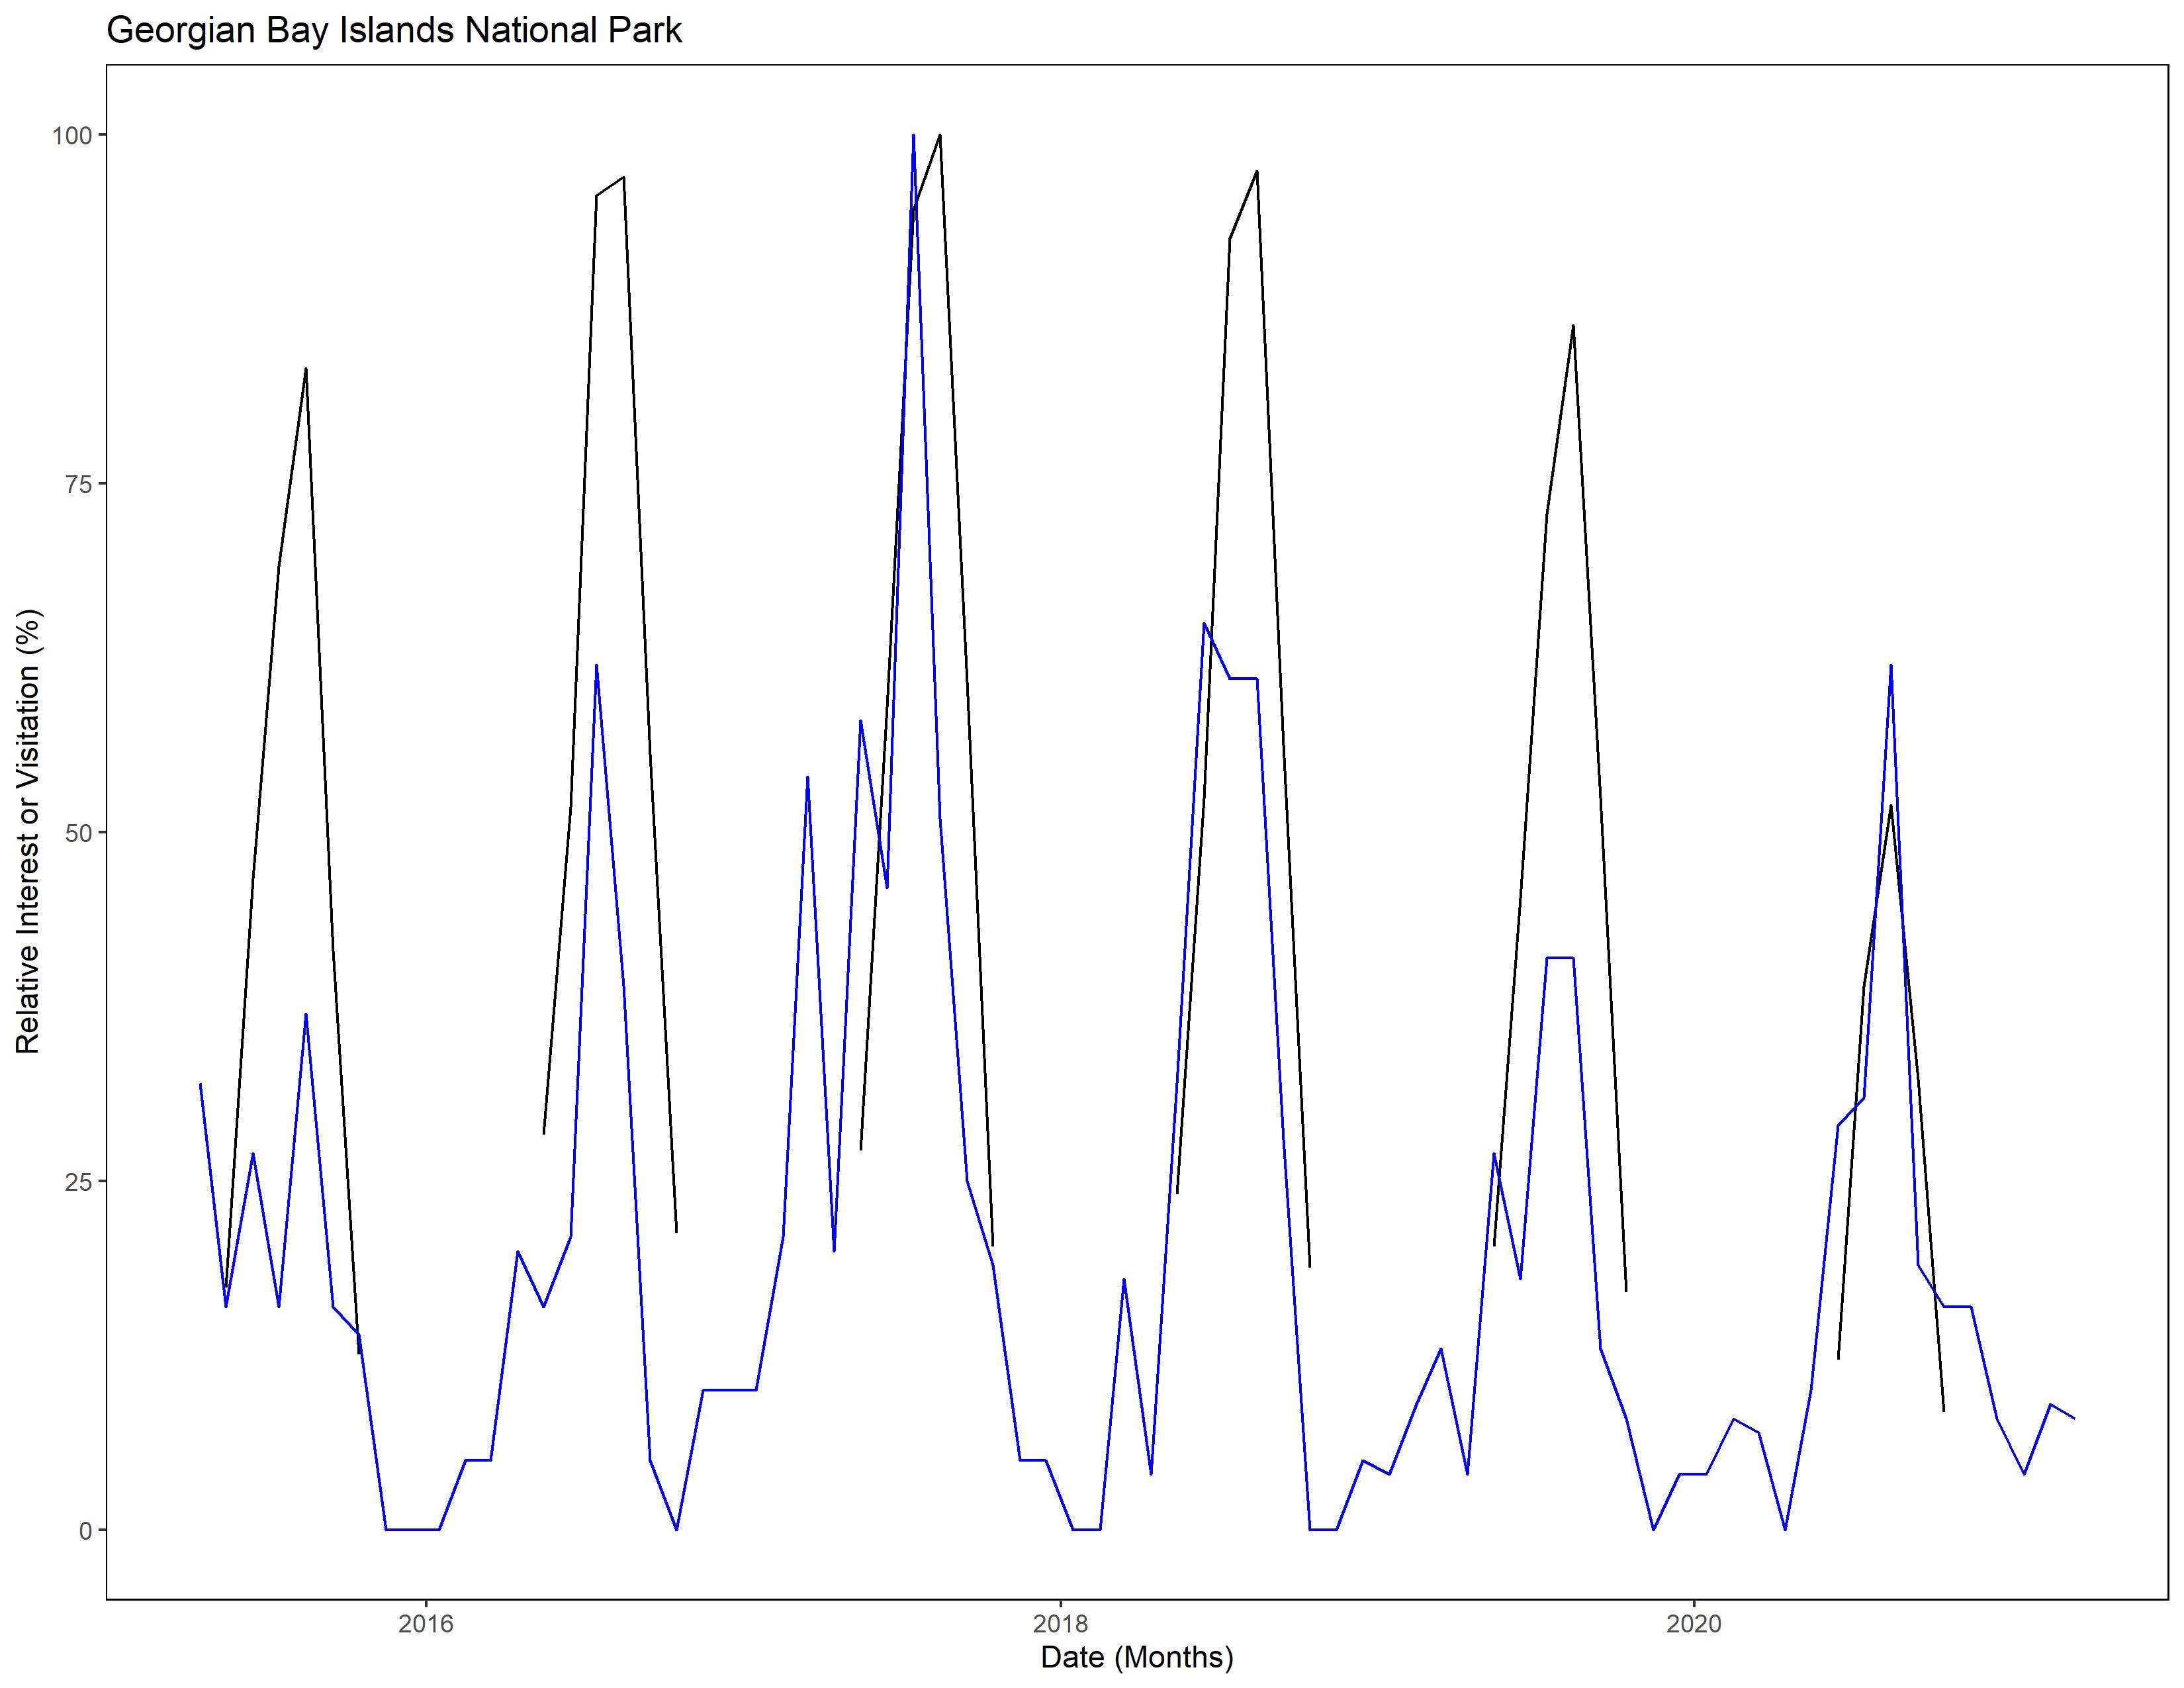 Georgian Bay Islands National Park
Relative Interest or Visitation (%)
100
75
50
25
0
2016 2018 2020
Date (Months)